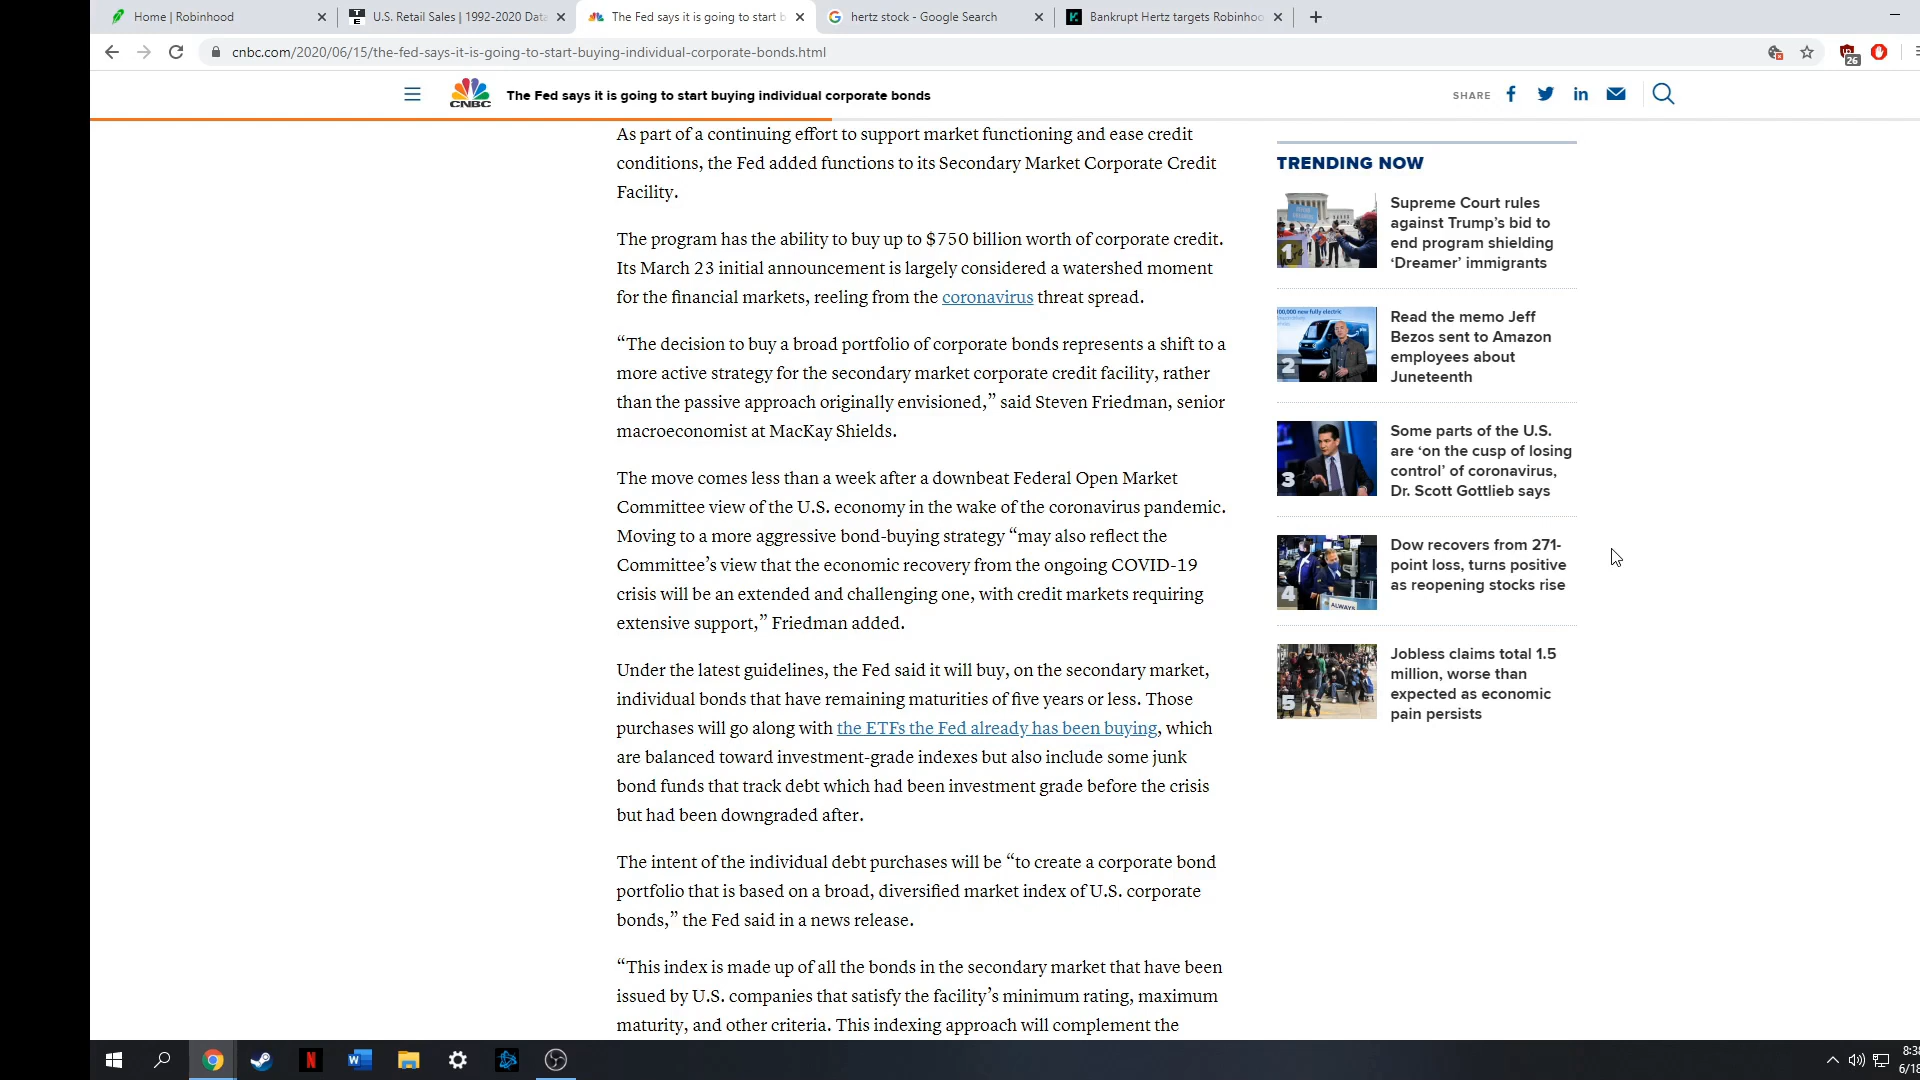 Home | Robinhood
U.S. Retail Sales | 1992-2020 Data
The Fed says it is going to start b
hertz stock - Google Search
Bankrupt Hertz targets Robinhoo
cnbc.com/2020/06/15/the-fed-says-it-is-going-to-start-buying-individual-corporate-bonds.html
26
CNBC
The Fed says it is going to start buying individual corporate bonds
SHARE
As part of a continuing effort to support market functioning and ease credit
conditions, the Fed added functions to its Secondary Market Corporate Credit
Facility.
The program has the ability to buy up to $750 billion worth of corporate credit.
Its March 23 initial announcement is largely considered a watershed moment
for the financial markets, reeling from the coronavirus threat spread.
“The decision to buy a broad portfolio of corporate bonds represents a shift to a
more active strategy for the secondary market corporate credit facility, rather
than the passive approach originally envisioned,” said Steven Friedman, senior
macroeconomist at MacKay Shields.
The move comes less than a week after a downbeat Federal Open Market
Committee view of the U.S. economy in the wake of the coronavirus pandemic.
Moving to a more aggressive bond-buying strategy “may also reflect the
Committee’s view that the economic recovery from the ongoing COVID-19
crisis will be an extended and challenging one, with credit markets requiring
extensive support,” Friedman added.
Under the latest guidelines, the Fed said it will buy, on the secondary market,
individual bonds that have remaining maturities of five years or less. Those
purchases will go along with the ETFs the Fed already has been buying, which
are balanced toward investment-grade indexes but also include some junk
bond funds that track debt which had been investment grade before the crisis
but had been downgraded after.
The intent of the individual debt purchases will be “to create a corporate bond
portfolio that is based on a broad, diversified market index of U.S. corporate
bonds,” the Fed said in a news release.
“This index is made up of all the bonds in the secondary market that have been
issued by U.S. companies that satisfy the facility’s minimum rating, maximum
maturity, and other criteria. This indexing approach will complement the
TRENDING NOW
1
Supreme Court rules
against Trump’s bid to
end program shielding
‘Dreamer’ immigrants
2
Read the memo Jeff
Bezos sent to Amazon
employees about
Juneteenth
3
Some parts of the U.S.
are ‘on the cusp of losing
control’ of coronavirus,
Dr. Scott Gottlieb says
4
ALWAYS
Dow recovers from 271-
point loss, turns positive
as reopening stocks rise
5
Jobless claims total 1.5
million, worse than
expected as economic
pain persists
8:38
6/18